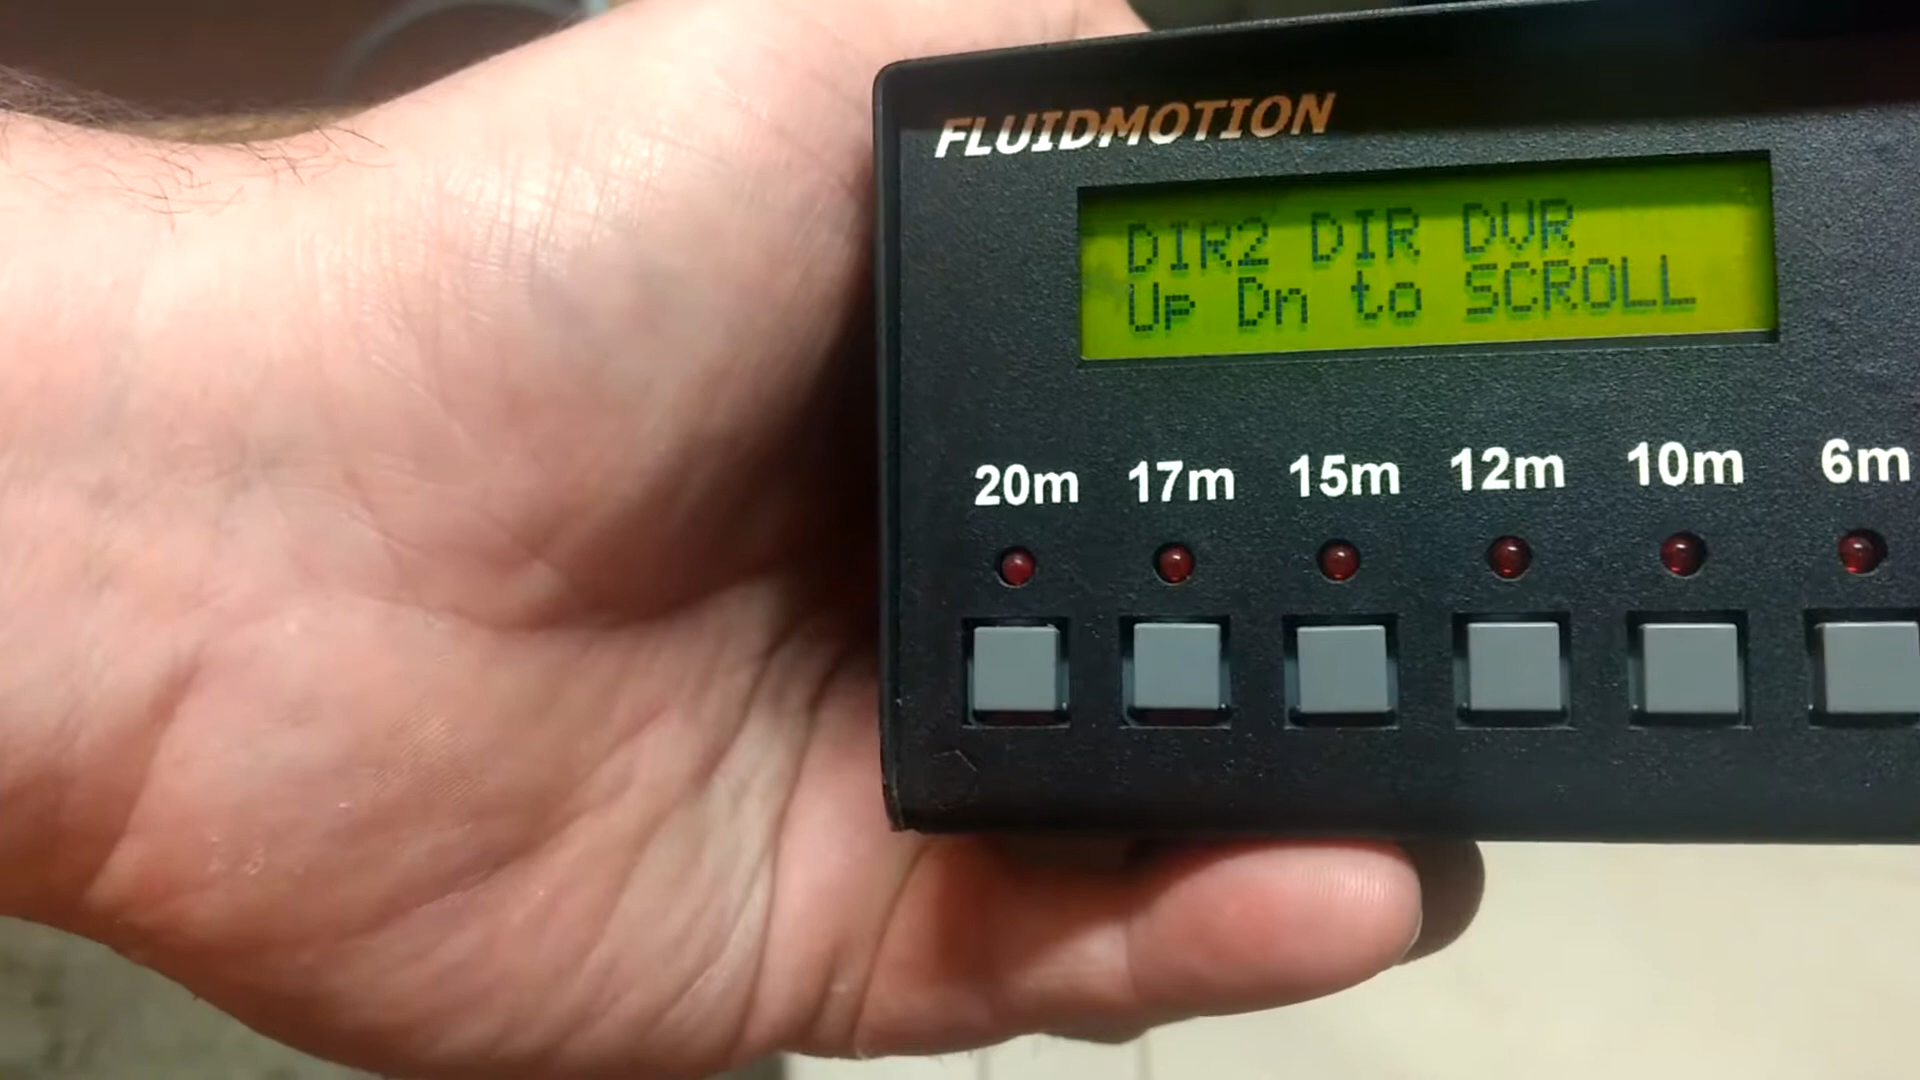 FLUIDMOTION
DIR2 DIR DVR
Up Dn to SCROLL
20m 17m 15m 12m 10m 6m